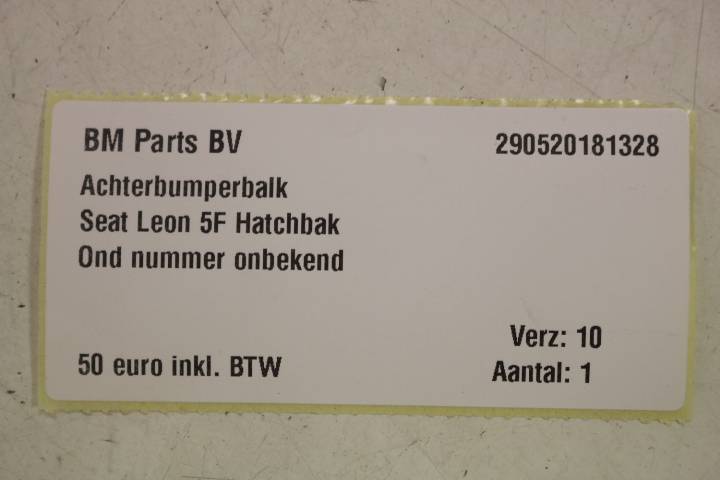 BM Parts BV 290520181328
Achterbumperbalk
Seat Leon 5F Hatchbak
Ond nummer onbekend
Verz: 10
50 euro inkl. BTW Aantal: 1